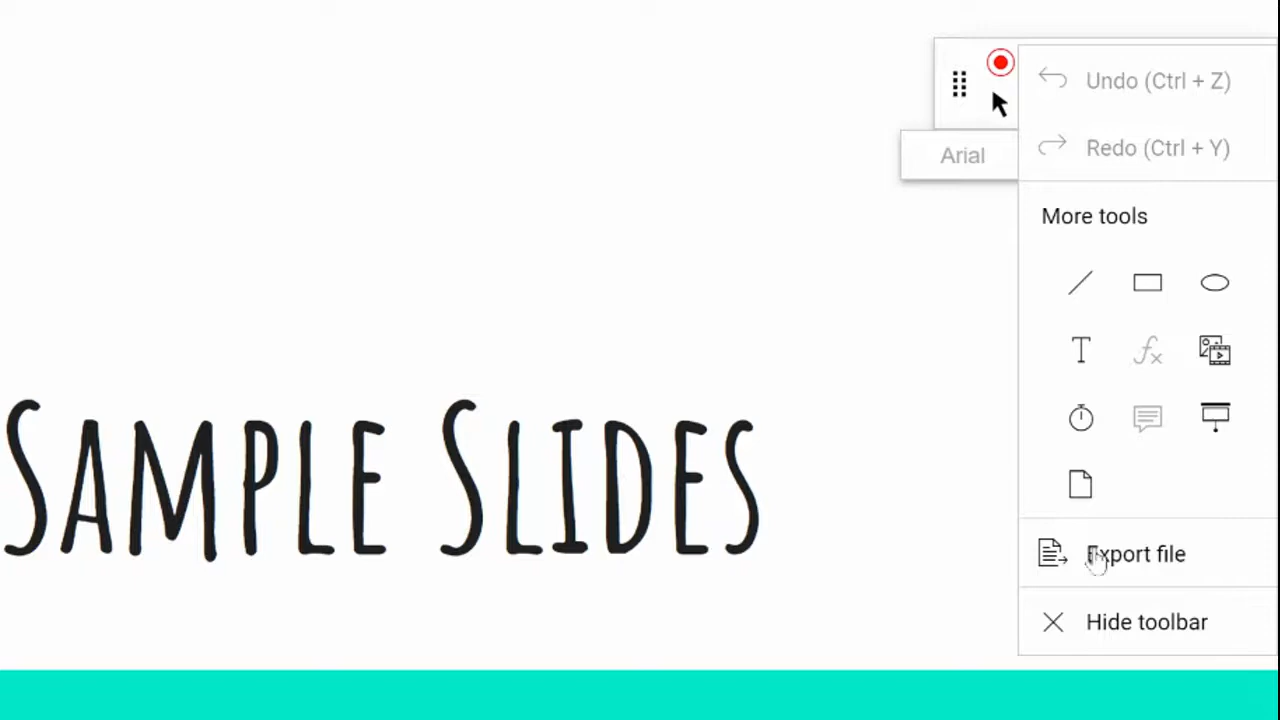 Undo (Ctrl + Z)
Arial
Redo (Ctrl + Y)
More tools
SAMPLE SLIDES
Export file
Hide toolbar